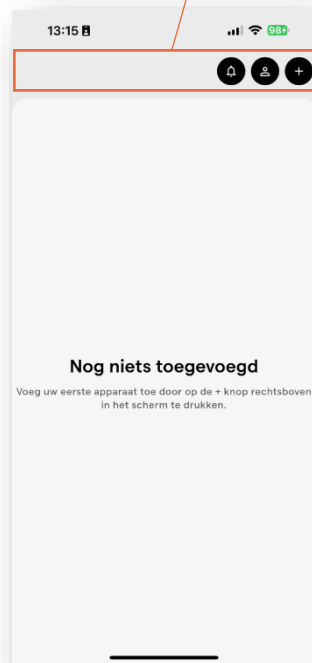 13:15
98
Nog niets toegevoegd
Voeg uw eerste apparaat toe door op de + knop rechtsboven
in het scherm te drukken.